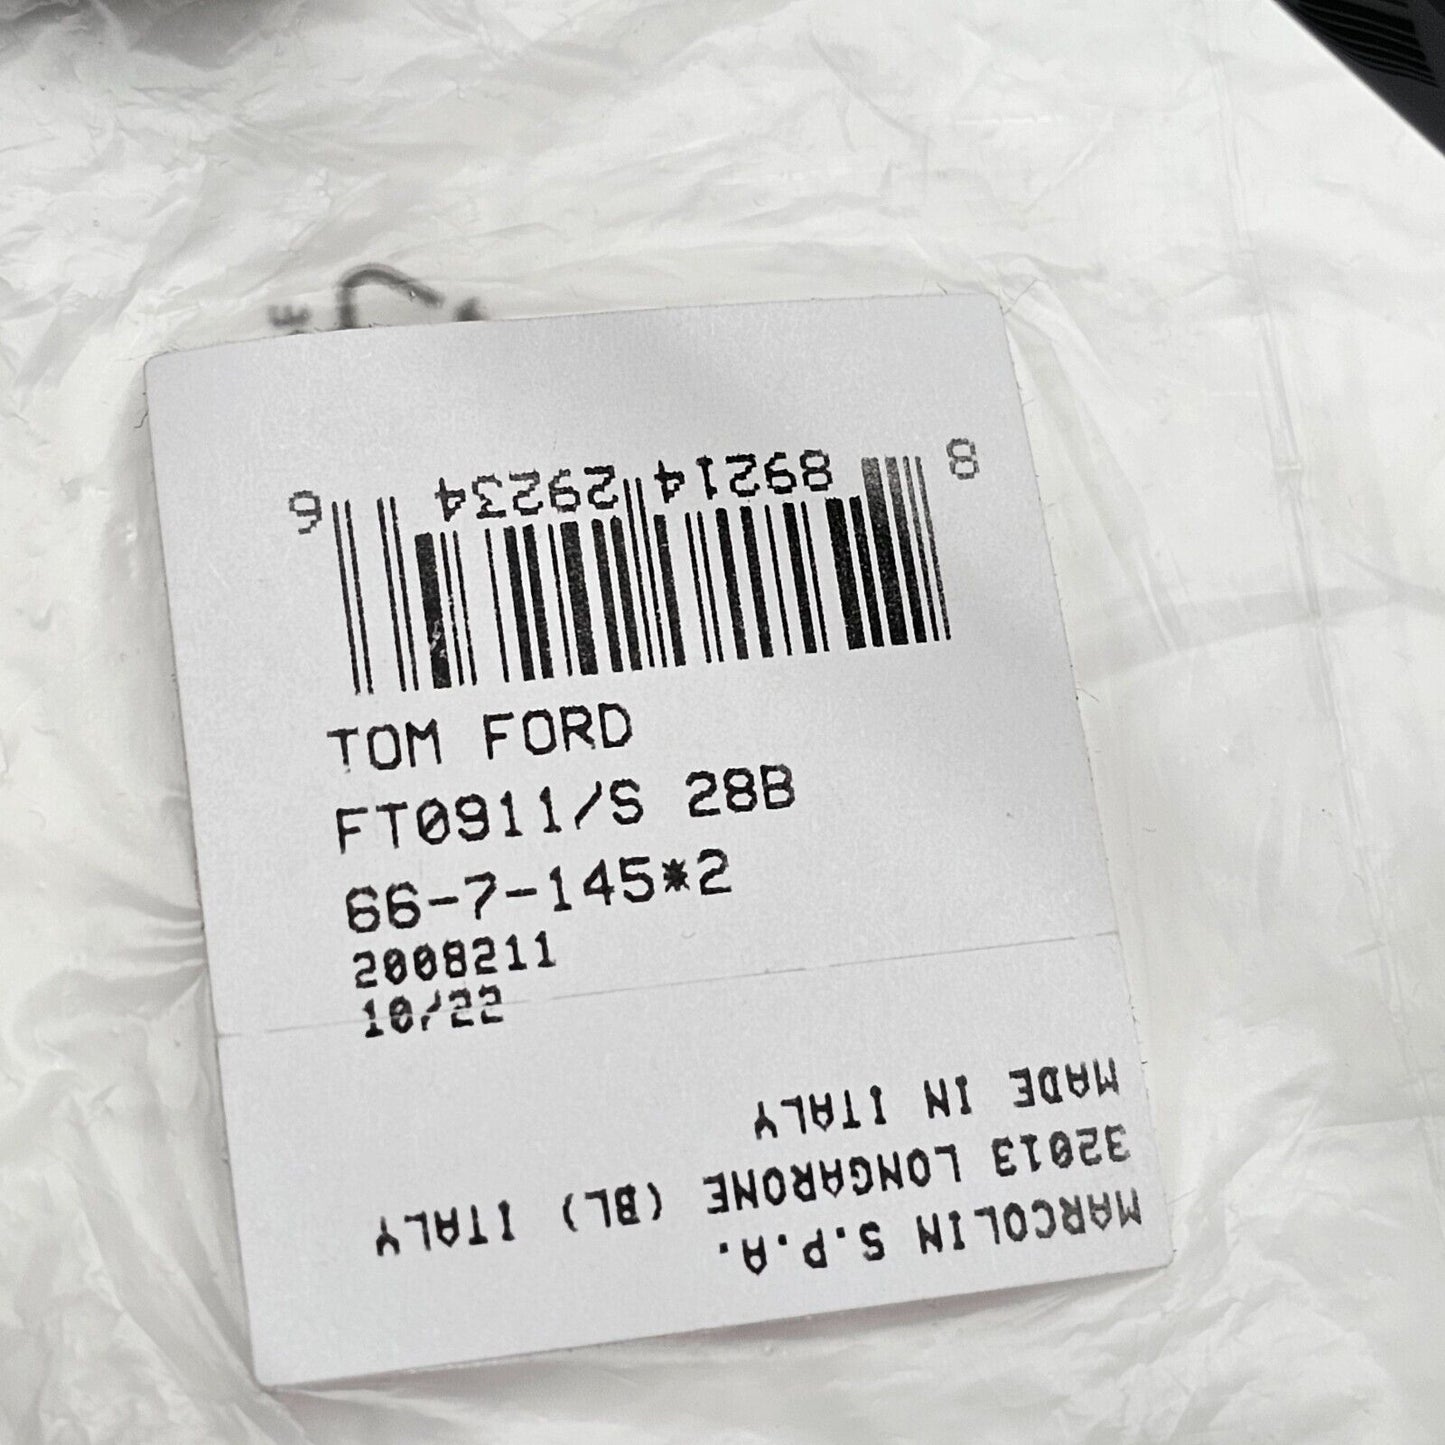 8 89214 29234 6
TOM FORD
FT0911/S 28B
66-7-145*2
2008211
10/22
MARCOLIN S.P.A.
32013 LONGARONE (BL) ITALY
MADE IN ITALY